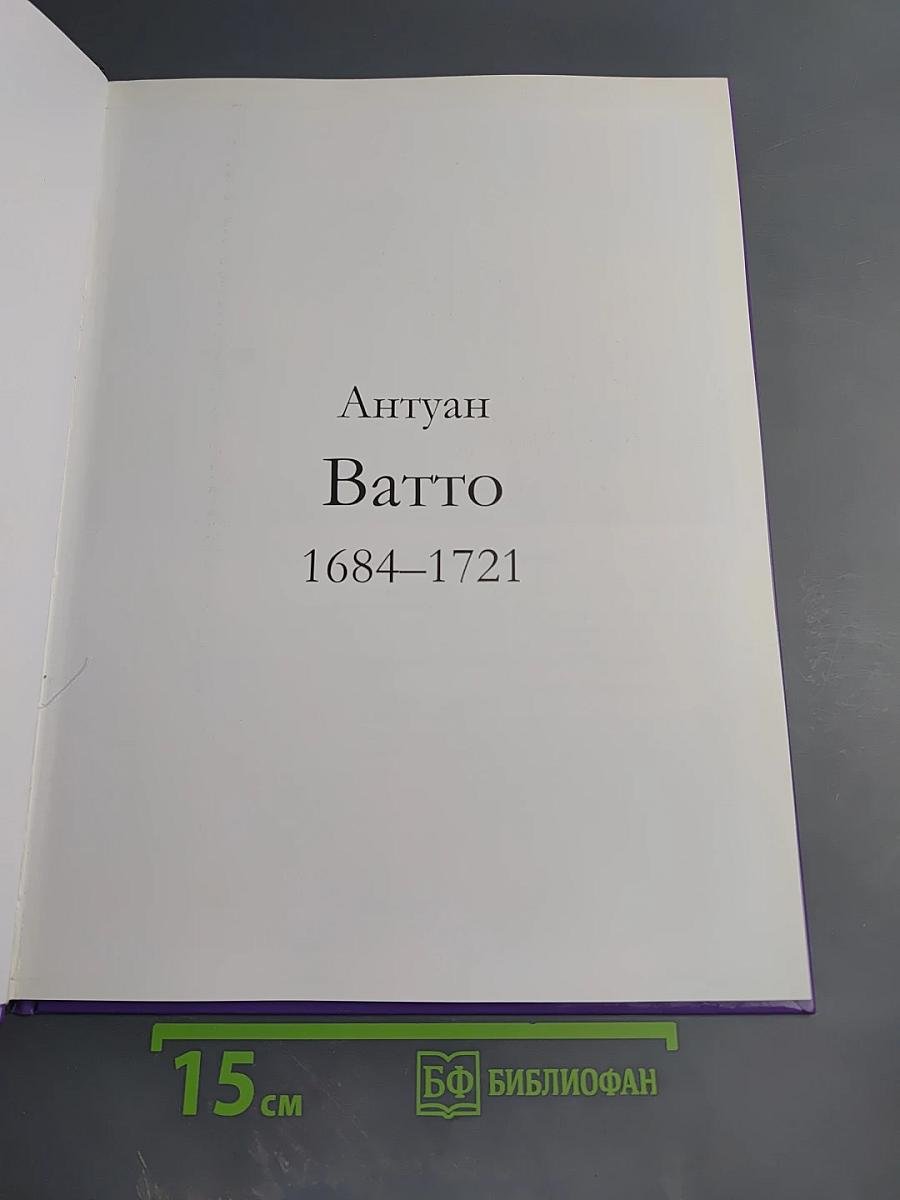 Антуан
Ватто
1684–1721
15 см
БФ БИБЛИОФАН